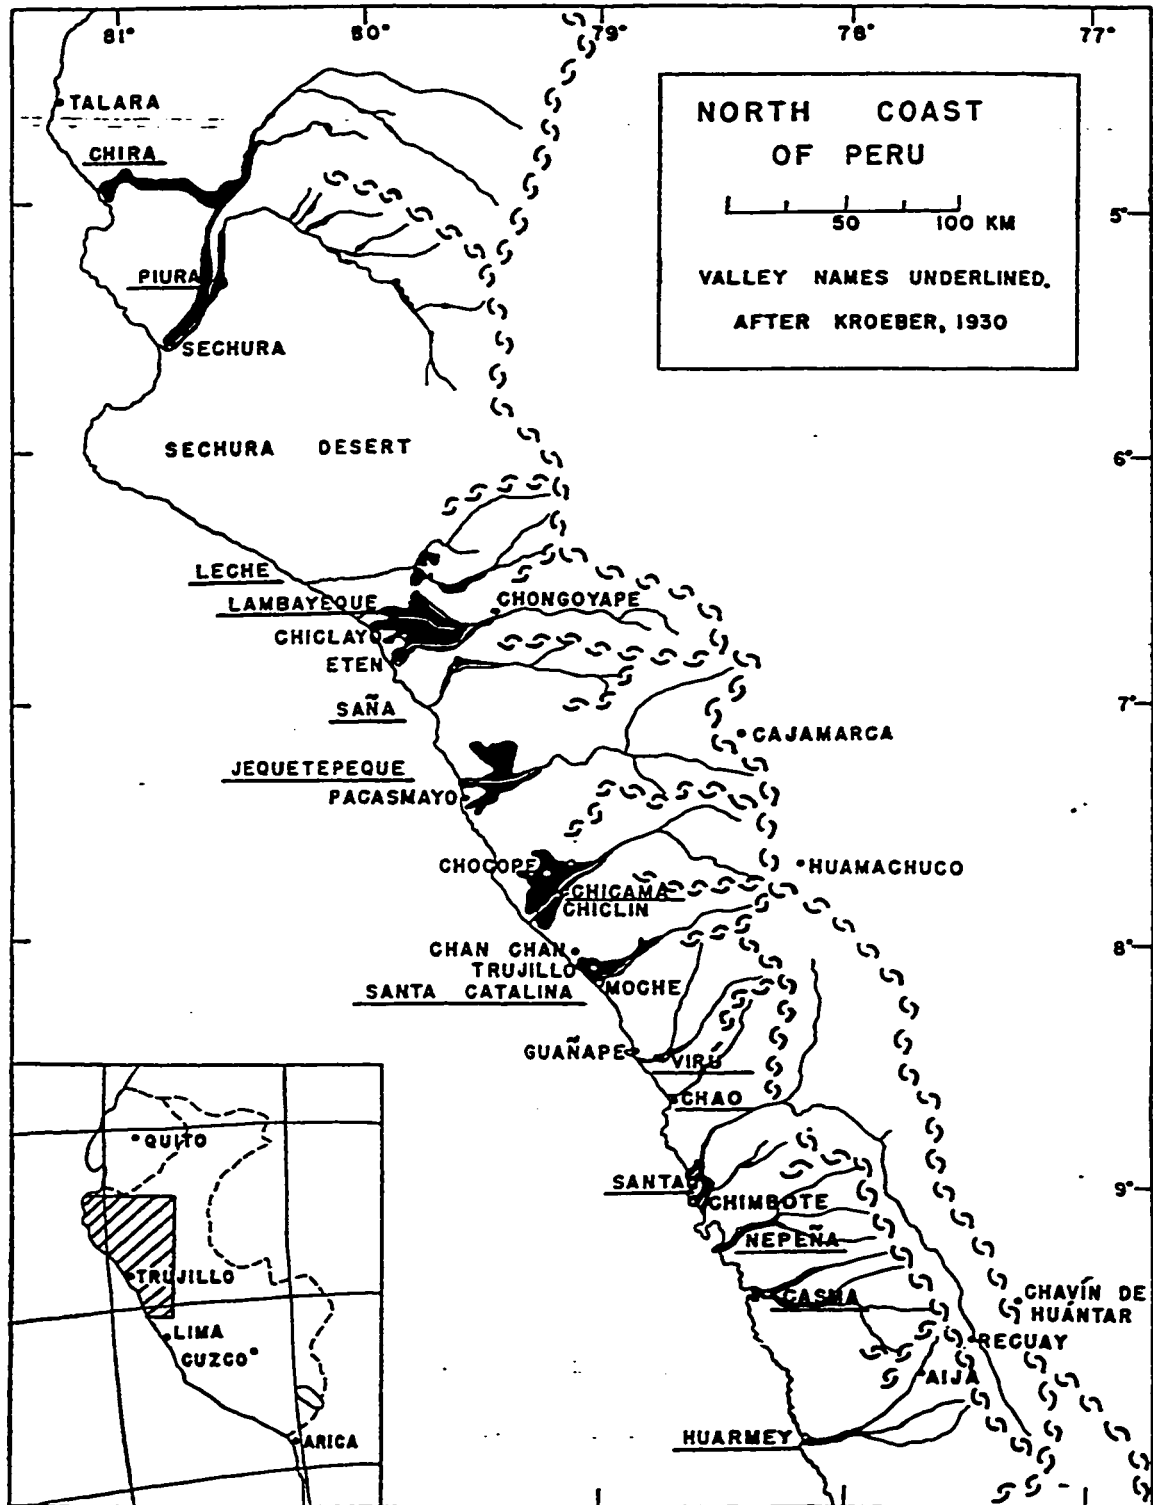 81° 80° 79° 78° 77°
TALARA
CHIRA
NORTH COAST
OF PERU
50 100 KM
VALLEY NAMES UNDERLINED.
AFTER KROEBER, 1930
5°
PIURA
SECHURA
SECHURA DESERT
6°
LECHE
LAMBAYEQUE
CHONGOYAPE
CHICLAYO
ETEN
SAÑA
7°
CAJAMARCA
JEQUETEPEQUE
PACASMAYO
CHOCOPE
HUAMACHUCO
CHICAMA
CHICLIN
CHAN CHAN
TRUJILLO
8°
MOCHE
SANTA CATALINA
GUAÑAPE
VIRÚ
CHAO
SANTA
9°
CHIMBOTE
NEPEÑA
CASMA
CHAVÍN DE
HUÁNTAR
RECUAY
AIJA
HUARMEY
QUITO
TRUJILLO
LIMA
CUZCO
ARICA